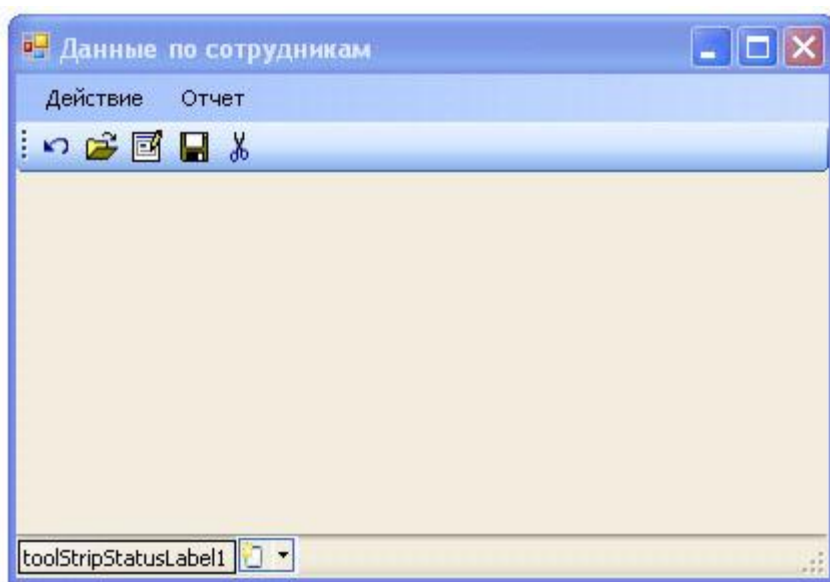 Данные по сотрудникам
Действие Отчет
toolStripStatusLabel1